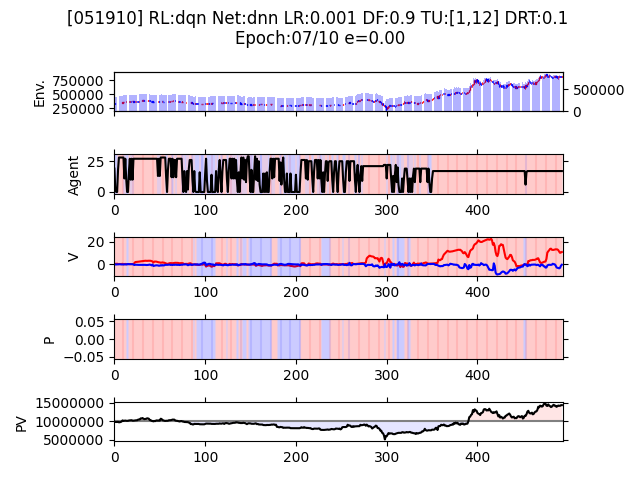 [051910] RL:dqn Net:dnn LR:0.001 DF:0.9 TU:[1,12] DRT:0.1
Epoch:07/10 e=0.00
Env.
750000
500000
250000
500000
0
Agent
25
0
0 100 200 300 400
V
20
0
0 100 200 300 400
P
0.05
0.00
−0.05
0 100 200 300 400
PV
15000000
10000000
5000000
0 100 200 300 400